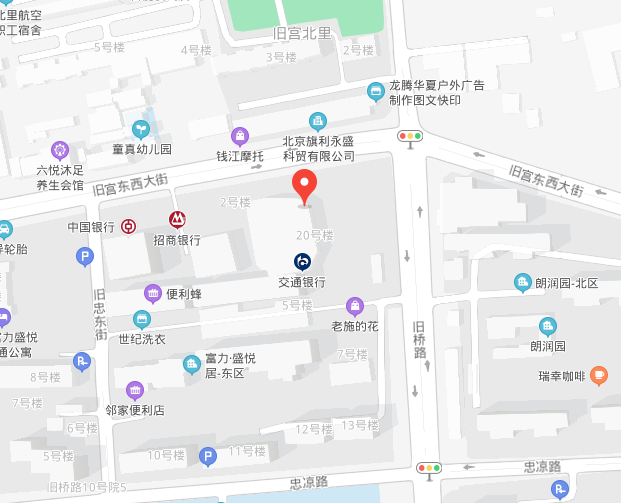 北里航空
职工宿舍
5号楼
4号楼
旧宫北里
3号楼
2号楼
龙腾华夏户外广告
制作图文快印
童真幼儿园
钱江摩托
北京旗利永盛
科贸有限公司
六悦沐足
养生会馆
旧宫东西大街
旧宫东西大街
2号楼
中国银行
招商银行
20号楼
异轮胎
交通银行
朗润园-北区
便利蜂
旧忠东街
5号楼
老施的花
世纪洗衣
旧桥路
富力盛悦
通公寓
富力·盛悦
居-东区
7号楼
朗润园
8号楼
瑞幸咖啡
7号楼
邻家便利店
6号楼
12号楼
13号楼
10号楼
11号楼
忠凉路
旧桥路10号院5
忠凉路
P
P
P
P
P